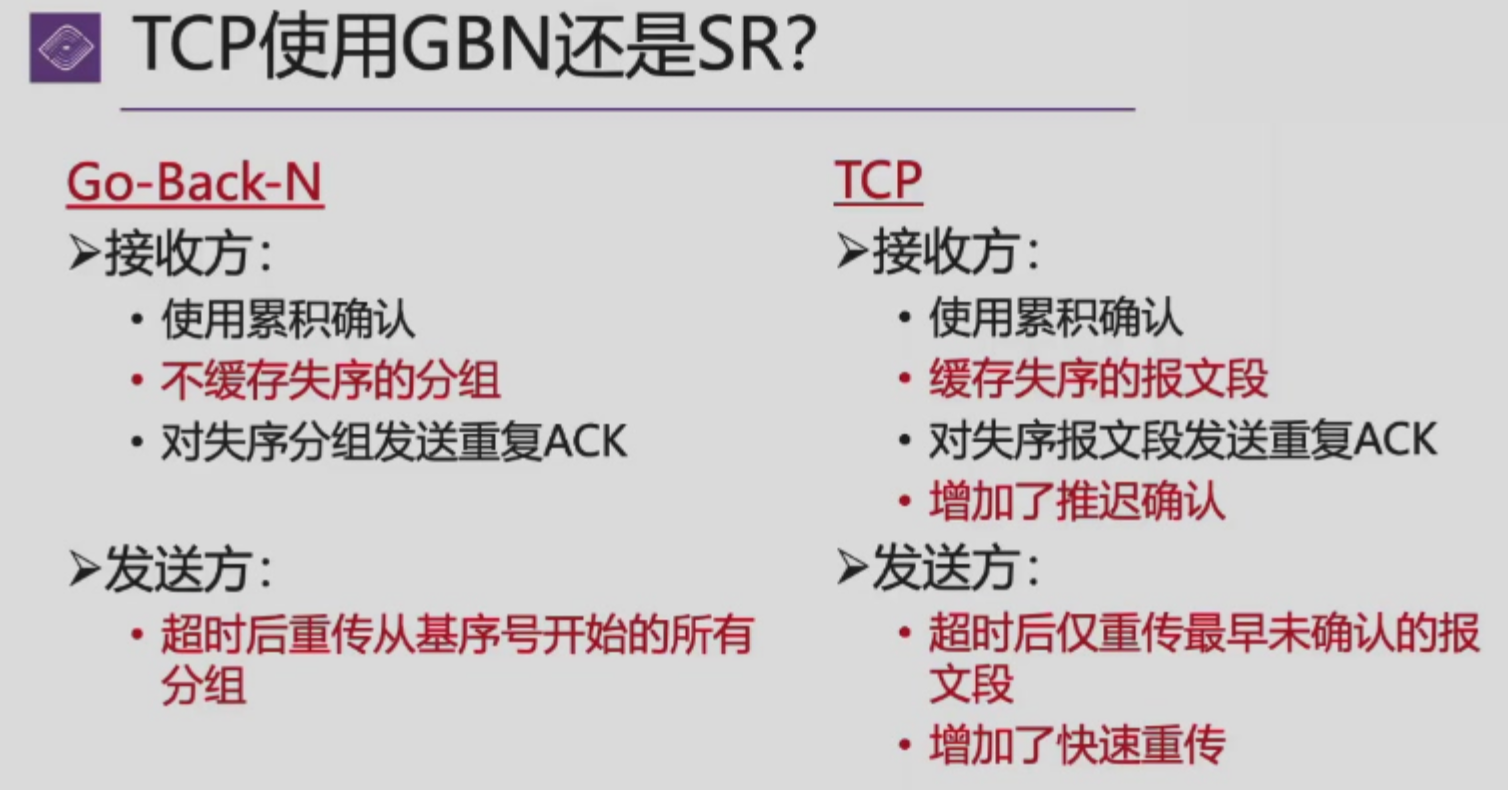 TCP使用GBN还是SR？
Go-Back-N
➢接收方：
• 使用累积确认
• 不缓存失序的分组
• 对失序分组发送重复ACK
➢发送方：
• 超时后重传从基序号开始的所有
分组
TCP
➢接收方：
• 使用累积确认
• 缓存失序的报文段
• 对失序报文段发送重复ACK
• 增加了推迟确认
➢发送方：
• 超时后仅重传最早未确认的报
文段
• 增加了快速重传